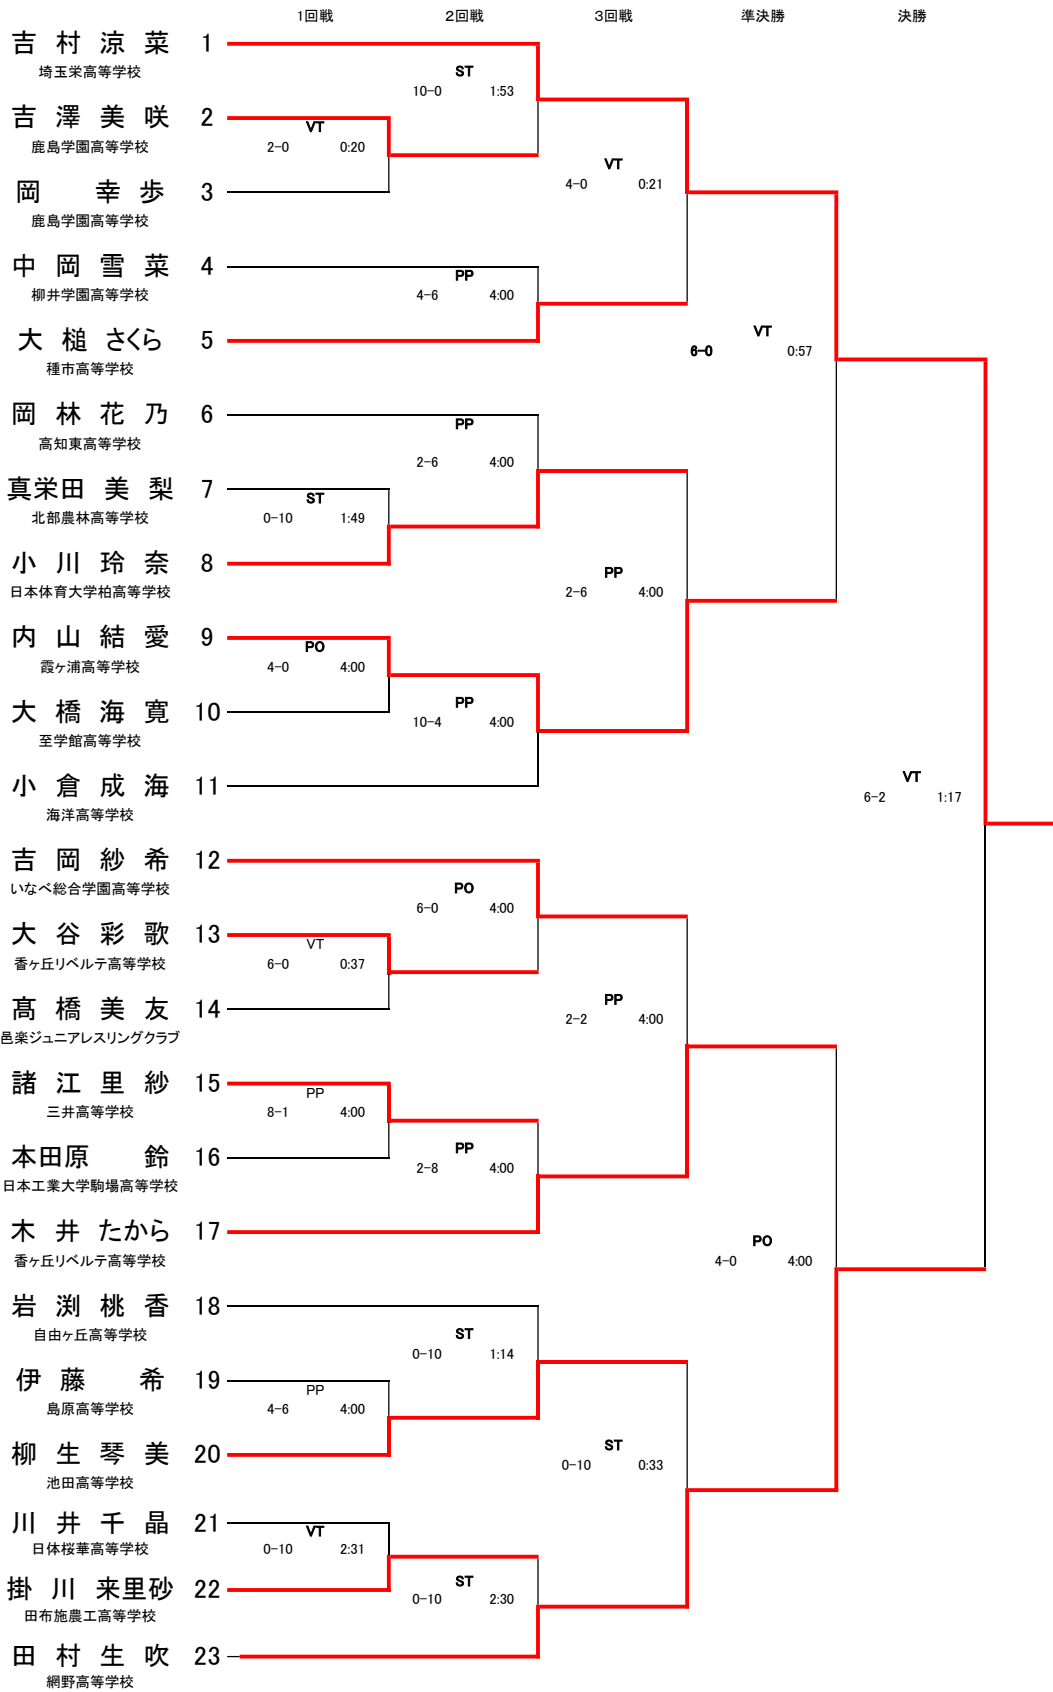 1回戦 2回戦 3回戦 準決勝 決勝
吉村涼菜 1
埼玉栄高等学校
ST
10-0 1:53
吉澤美咲 2
鹿島学園高等学校
VT
2-0 0:20
VT
4-0 0:21
岡 幸歩 3
鹿島学園高等学校
中岡雪菜 4
柳井学園高等学校
PP
4-6 4:00
大槌さくら 5
種市高等学校
VT
6-0 0:57
岡林花乃 6
高知東高等学校
PP
2-6 4:00
真栄田美梨 7
北部農林高等学校
ST
0-10 1:49
小川玲奈 8
日本体育大学柏高等学校
PP
2-6 4:00
内山結愛 9
霞ヶ浦高等学校
PO
4-0 4:00
大橋海寛 10
至学館高等学校
PP
10-4 4:00
小倉成海 11
海洋高等学校
VT
6-2 1:17
吉岡紗希 12
いなべ総合学園高等学校
PO
6-0 4:00
大谷彩歌 13
香ヶ丘リベルテ高等学校
VT
6-0 0:37
髙橋美友 14
邑楽ジュニアレスリングクラブ
PP
2-2 4:00
諸江里紗 15
三井高等学校
PP
8-1 4:00
本田原 鈴 16
日本工業大学駒場高等学校
PP
2-8 4:00
木井たから 17
香ヶ丘リベルテ高等学校
PO
4-0 4:00
岩渕桃香 18
自由ヶ丘高等学校
ST
0-10 1:14
伊藤 希 19
島原高等学校
PP
4-6 4:00
柳生琴美 20
池田高等学校
ST
0-10 0:33
川井千晶 21
日体桜華高等学校
VT
0-10 2:31
掛川来里砂 22
田布施農工高等学校
ST
0-10 2:30
田村生吹 23
網野高等学校